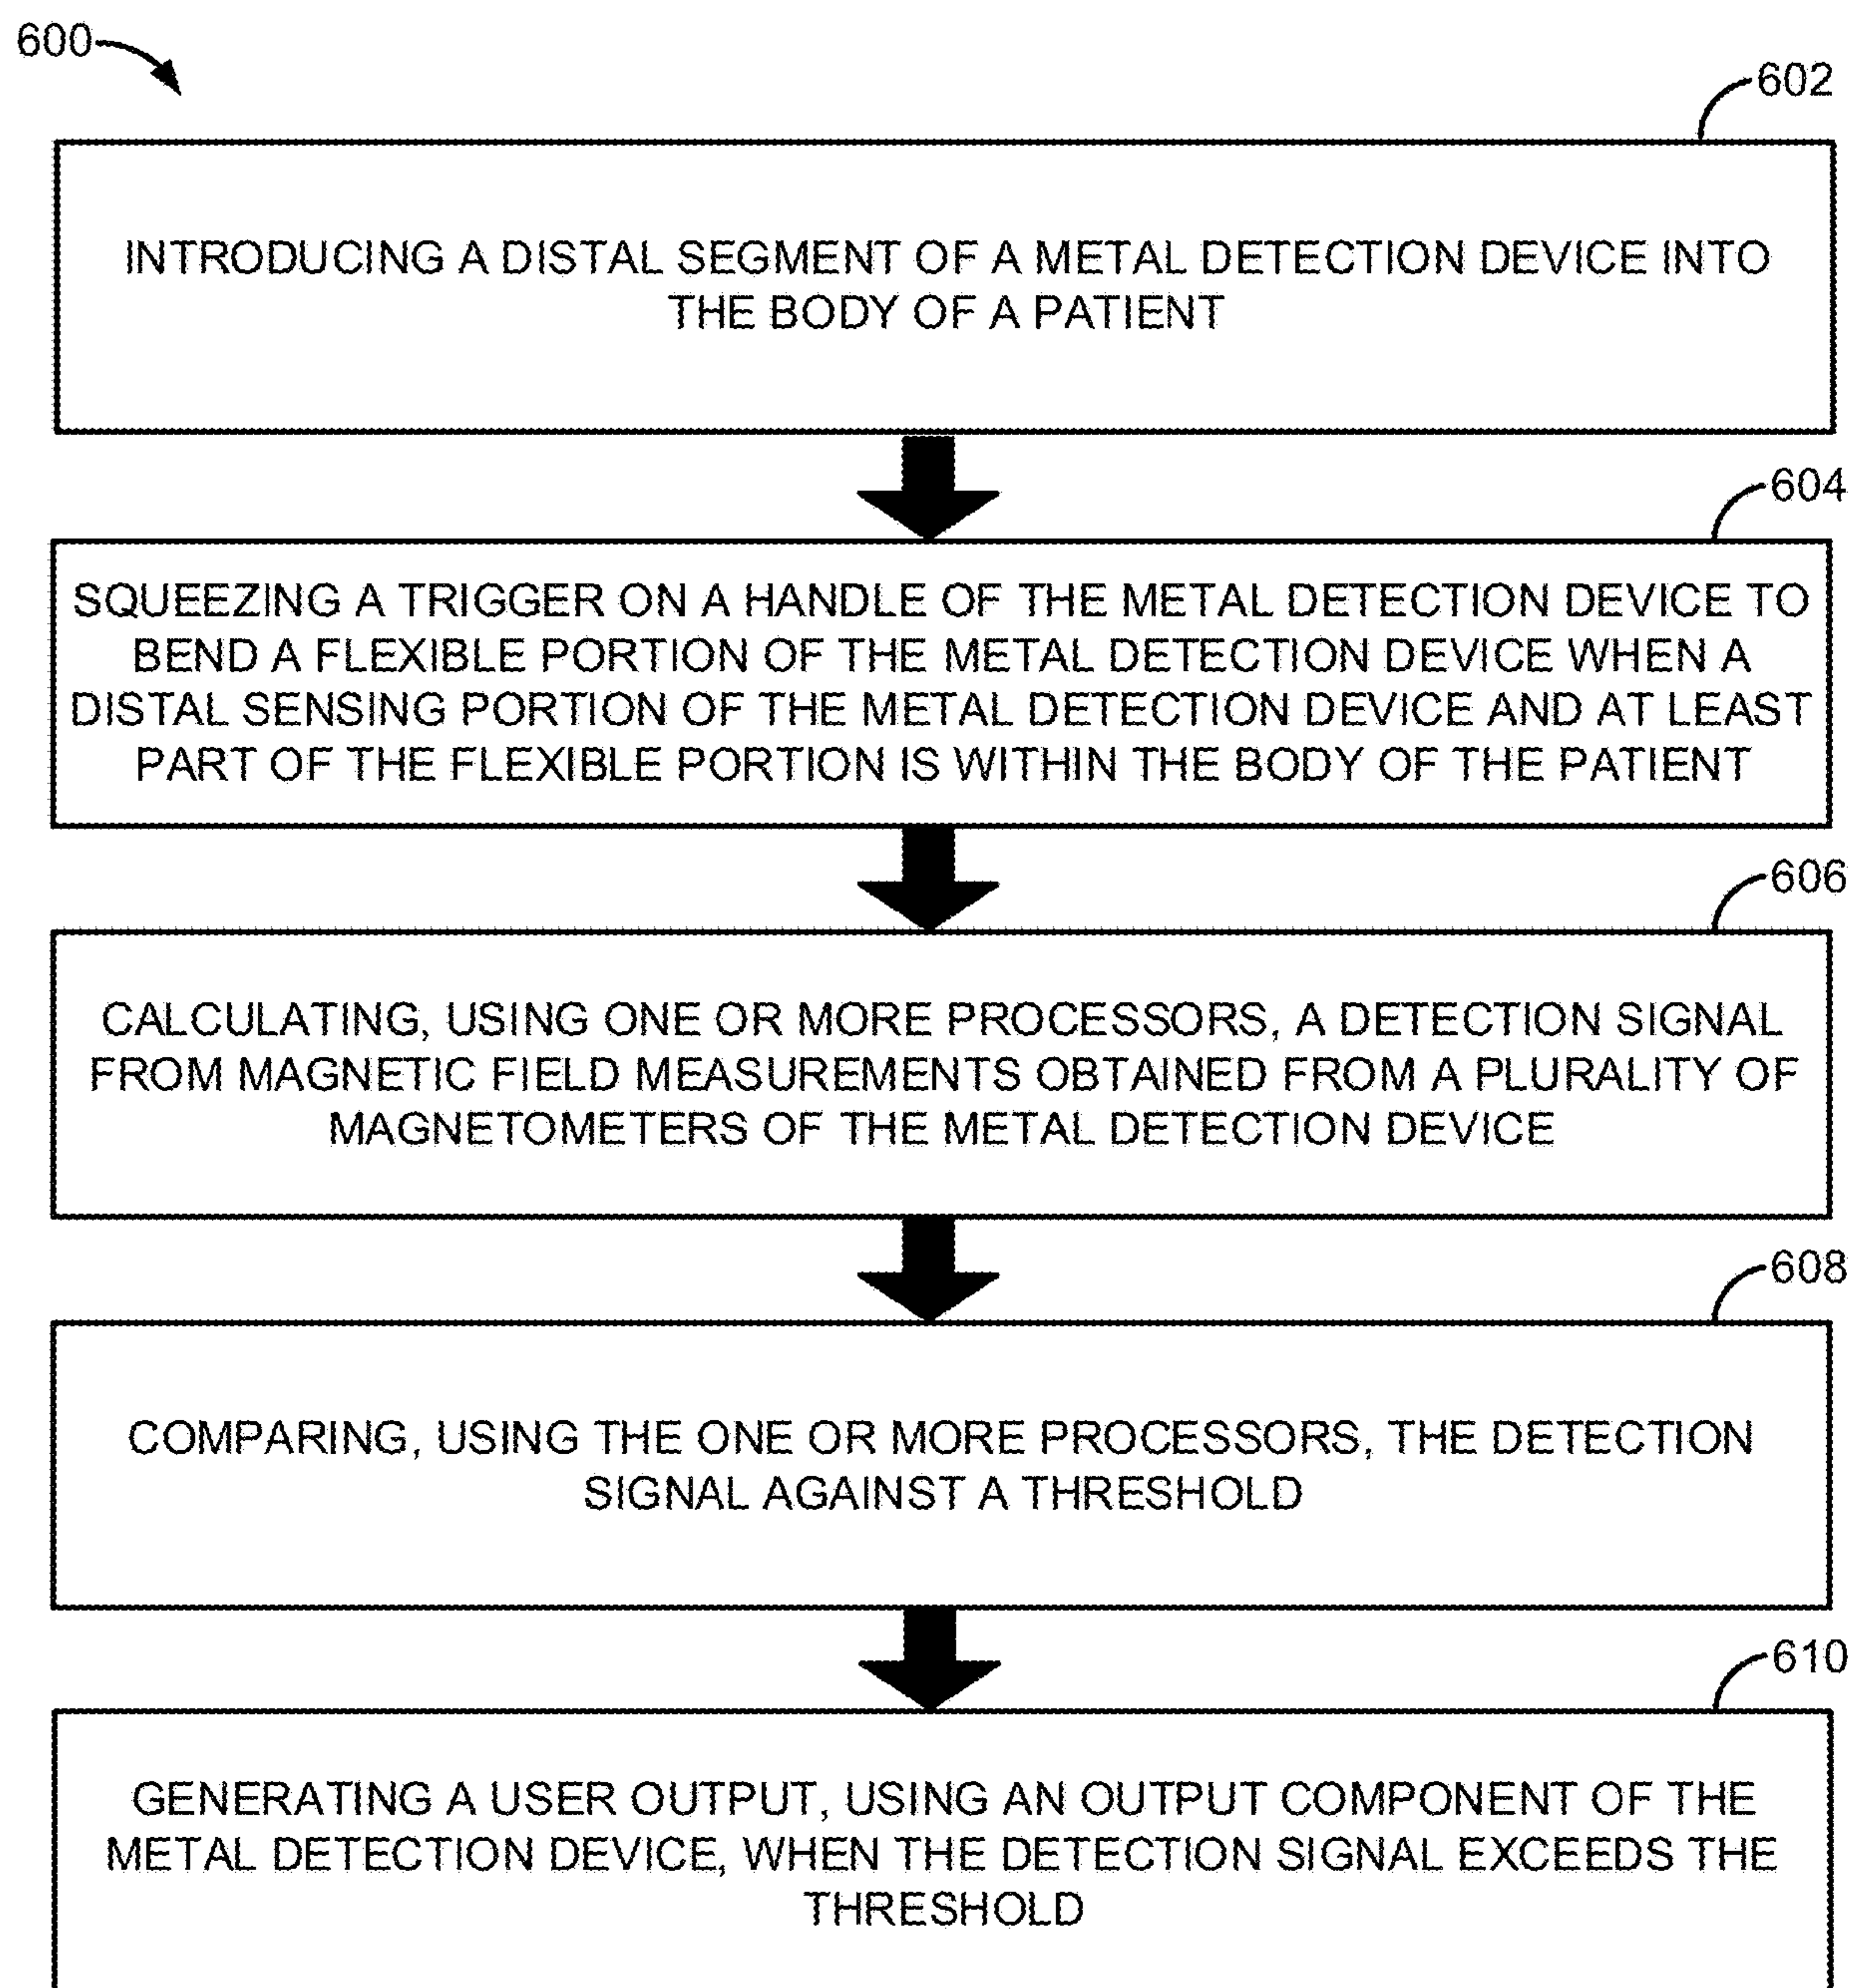 600
602
INTRODUCING A DISTAL SEGMENT OF A METAL DETECTION DEVICE INTO
THE BODY OF A PATIENT
604
SQUEEZING A TRIGGER ON A HANDLE OF THE METAL DETECTION DEVICE TO
BEND A FLEXIBLE PORTION OF THE METAL DETECTION DEVICE WHEN A
DISTAL SENSING PORTION OF THE METAL DETECTION DEVICE AND AT LEAST
PART OF THE FLEXIBLE PORTION IS WITHIN THE BODY OF THE PATIENT
606
CALCULATING, USING ONE OR MORE PROCESSORS, A DETECTION SIGNAL
FROM MAGNETIC FIELD MEASUREMENTS OBTAINED FROM A PLURALITY OF
MAGNETOMETERS OF THE METAL DETECTION DEVICE
608
COMPARING, USING THE ONE OR MORE PROCESSORS, THE DETECTION
SIGNAL AGAINST A THRESHOLD
610
GENERATING A USER OUTPUT, USING AN OUTPUT COMPONENT OF THE
METAL DETECTION DEVICE, WHEN THE DETECTION SIGNAL EXCEEDS THE
THRESHOLD